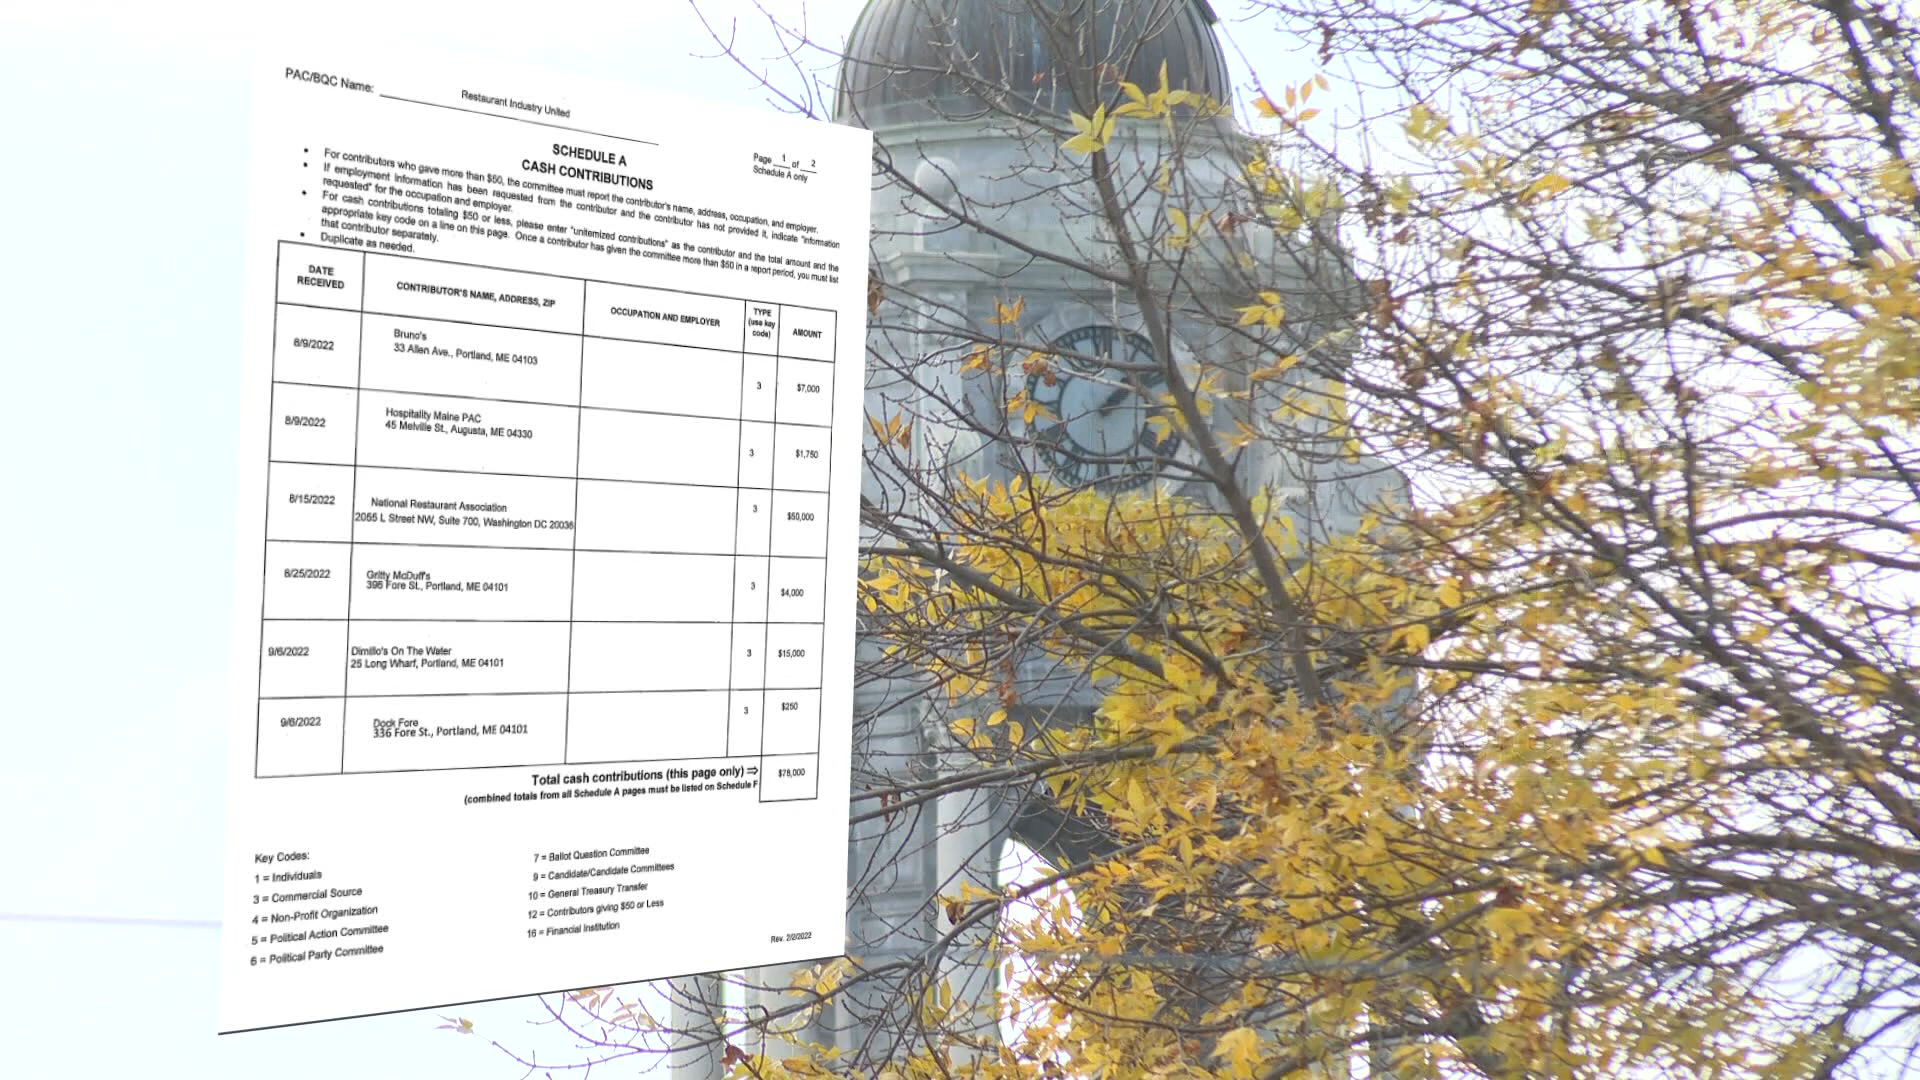 PAC/BQC Name: Restaurant Industry United
SCHEDULE A
CASH CONTRIBUTIONS
Page 1 of 2
Schedule A only
• For contributors who gave more than $50, the committee must report the contributor's name, address, occupation, and employer.
• If employment information has been requested from the contributor and the contributor has not provided it, indicate "information
requested" for the occupation and employer.
• For cash contributions totaling $50 or less, please enter "unitemized contributions" as the contributor and the total amount and the
appropriate key code on a line on this page. Once a contributor has given the committee more than $50 in a report period, you must list
that contributor separately.
• Duplicate as needed.
DATE
RECEIVED
CONTRIBUTOR'S NAME, ADDRESS, ZIP
OCCUPATION AND EMPLOYER
TYPE
(use key
code)
AMOUNT
8/9/2022
Bruno's
33 Allen Ave., Portland, ME 04103
3
$7,000
8/9/2022
Hospitality Maine PAC
45 Melville St., Augusta, ME 04330
3
$1,750
8/15/2022
National Restaurant Association
2055 L Street NW, Suite 700, Washington DC 20036
3
$50,000
8/25/2022
Gritty McDuff's
396 Fore St., Portland, ME 04101
3
$4,000
9/6/2022
Dimillo's On The Water
25 Long Wharf, Portland, ME 04101
3
$15,000
9/6/2022
Dock Fore
336 Fore St., Portland, ME 04101
3
$250
Total cash contributions (this page only) ⇒
$78,000
(combined totals from all Schedule A pages must be listed on Schedule F
Key Codes:
1 = Individuals
3 = Commercial Source
4 = Non-Profit Organization
5 = Political Action Committee
6 = Political Party Committee
7 = Ballot Question Committee
9 = Candidate/Candidate Committees
10 = General Treasury Transfer
12 = Contributors giving $50 or Less
16 = Financial Institution
Rev. 2/2/2022